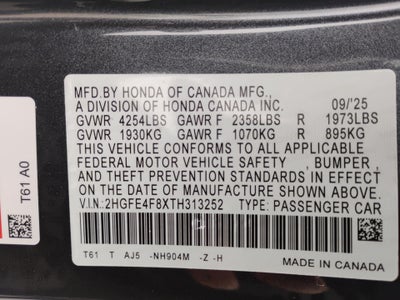 MFD.BY HONDA OF CANADA MFG.,
A DIVISION OF HONDA CANADA INC. 09/'25
GVWR 4254LBS GAWR F 2358LBS R 1973LBS
GVWR 1930KG GAWR F 1070KG R 895KG
THIS VEHICLE CONFORMS TO ALL APPLICABLE
FEDERAL MOTOR VEHICLE SAFETY , BUMPER ,
AND THEFT PREVENTION STANDARDS IN EFFECT ON THE
DATE OF MANUFACTURE SHOWN ABOVE.
V.I.N.:2HGFE4F8XTH313252 TYPE: PASSENGER CAR
T61 T AJ5 -NH904M -Z -H
MADE IN CANADA
T61 A0